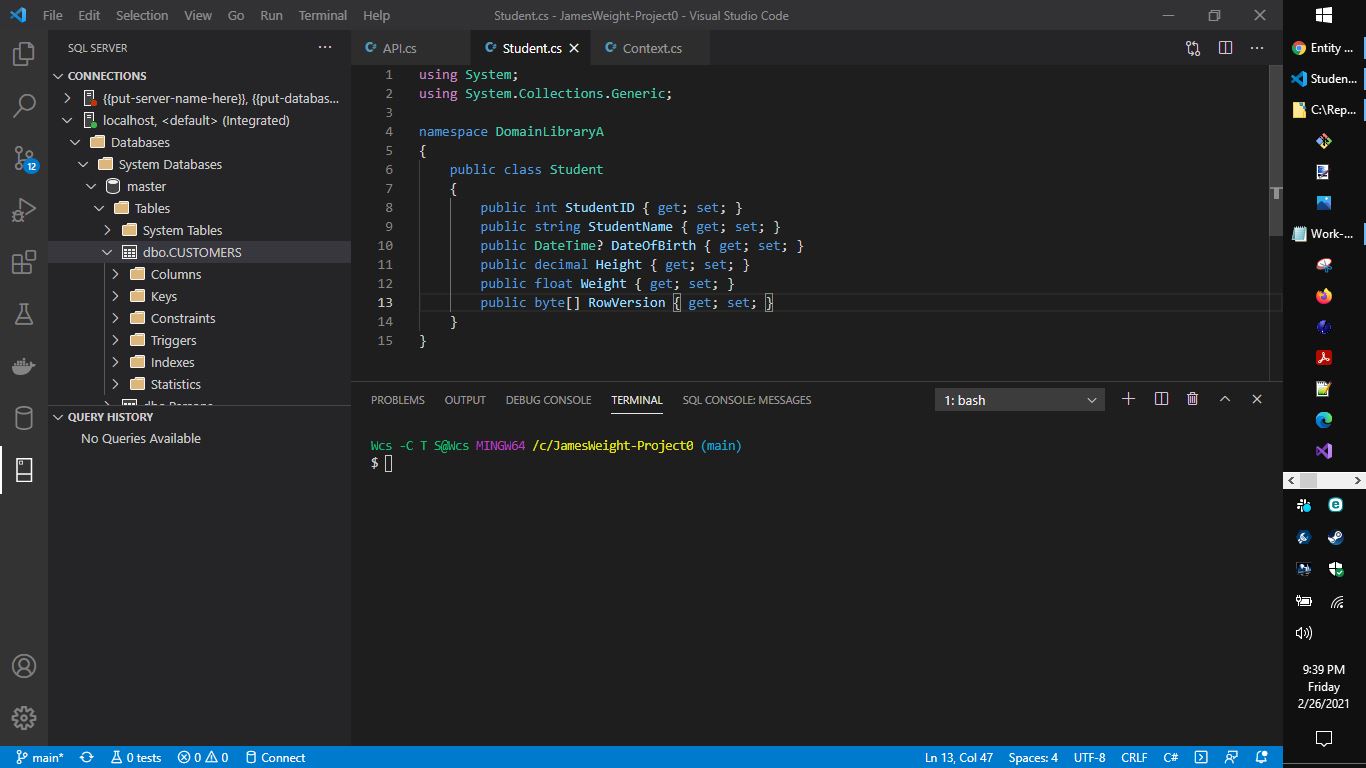 File Edit Selection View Go Run Terminal Help
Student.cs - JamesWeight-Project0 - Visual Studio Code
SQL SERVER
CONNECTIONS
{{put-server-name-here}}, {{put-databas...
localhost, <default> (Integrated)
Databases
System Databases
master
Tables
System Tables
dbo.CUSTOMERS
Columns
Keys
Constraints
Triggers
Indexes
Statistics
QUERY HISTORY
No Queries Available
12
C# API.cs
C# Student.cs
C# Context.cs
1 using System;
2 using System.Collections.Generic;
3
4 namespace DomainLibraryA
5 {
6 public class Student
7 {
8 public int StudentID { get; set; }
9 public string StudentName { get; set; }
10 public DateTime? DateOfBirth { get; set; }
11 public decimal Height { get; set; }
12 public float Weight { get; set; }
13 public byte[] RowVersion { get; set; }
14 }
15 }
PROBLEMS OUTPUT DEBUG CONSOLE TERMINAL SQL CONSOLE: MESSAGES
1: bash
Wcs -C T S@Wcs MINGW64 /c/JamesWeight-Project0 (main)
$
main* 0 tests 0 0 Connect
Ln 13, Col 47 Spaces: 4 UTF-8 CRLF C#
Entity ...
Studen...
C:\Rep...
Work-...
9:39 PM
Friday
2/26/2021